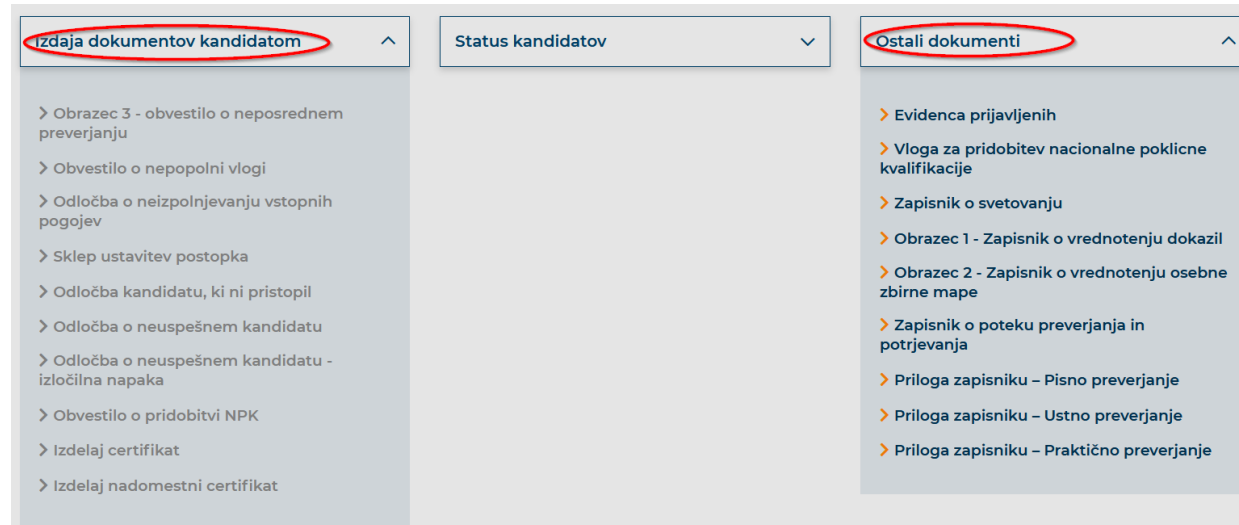 Izdaja dokumentov kandidatom
Obrazec 3 - obvestilo o neposrednem
preverjanju
Obvestilo o nepopolni vlogi
Odločba o neizpolnjevanju vstopnih
pogojev
Sklep ustavitev postopka
Odločba kandidatu, ki ni pristopil
Odločba o neuspešnem kandidatu
Odločba o neuspešnem kandidatu -
izločilna napaka
Obvestilo o pridobitvi NPK
Izdelaj certifikat
Izdelaj nadomestni certifikat
Status kandidatov
Ostali dokumenti
Evidenca prijavljenih
Vloga za pridobitev nacionalne poklicne
kvalifikacije
Zapisnik o svetovanju
Obrazec 1 - Zapisnik o vrednotenju dokazil
Obrazec 2 - Zapisnik o vrednotenju osebne
zbirne mape
Zapisnik o poteku preverjanja in
potrjevanja
Priloga zapisniku – Pisno preverjanje
Priloga zapisniku – Ustno preverjanje
Priloga zapisniku – Praktično preverjanje